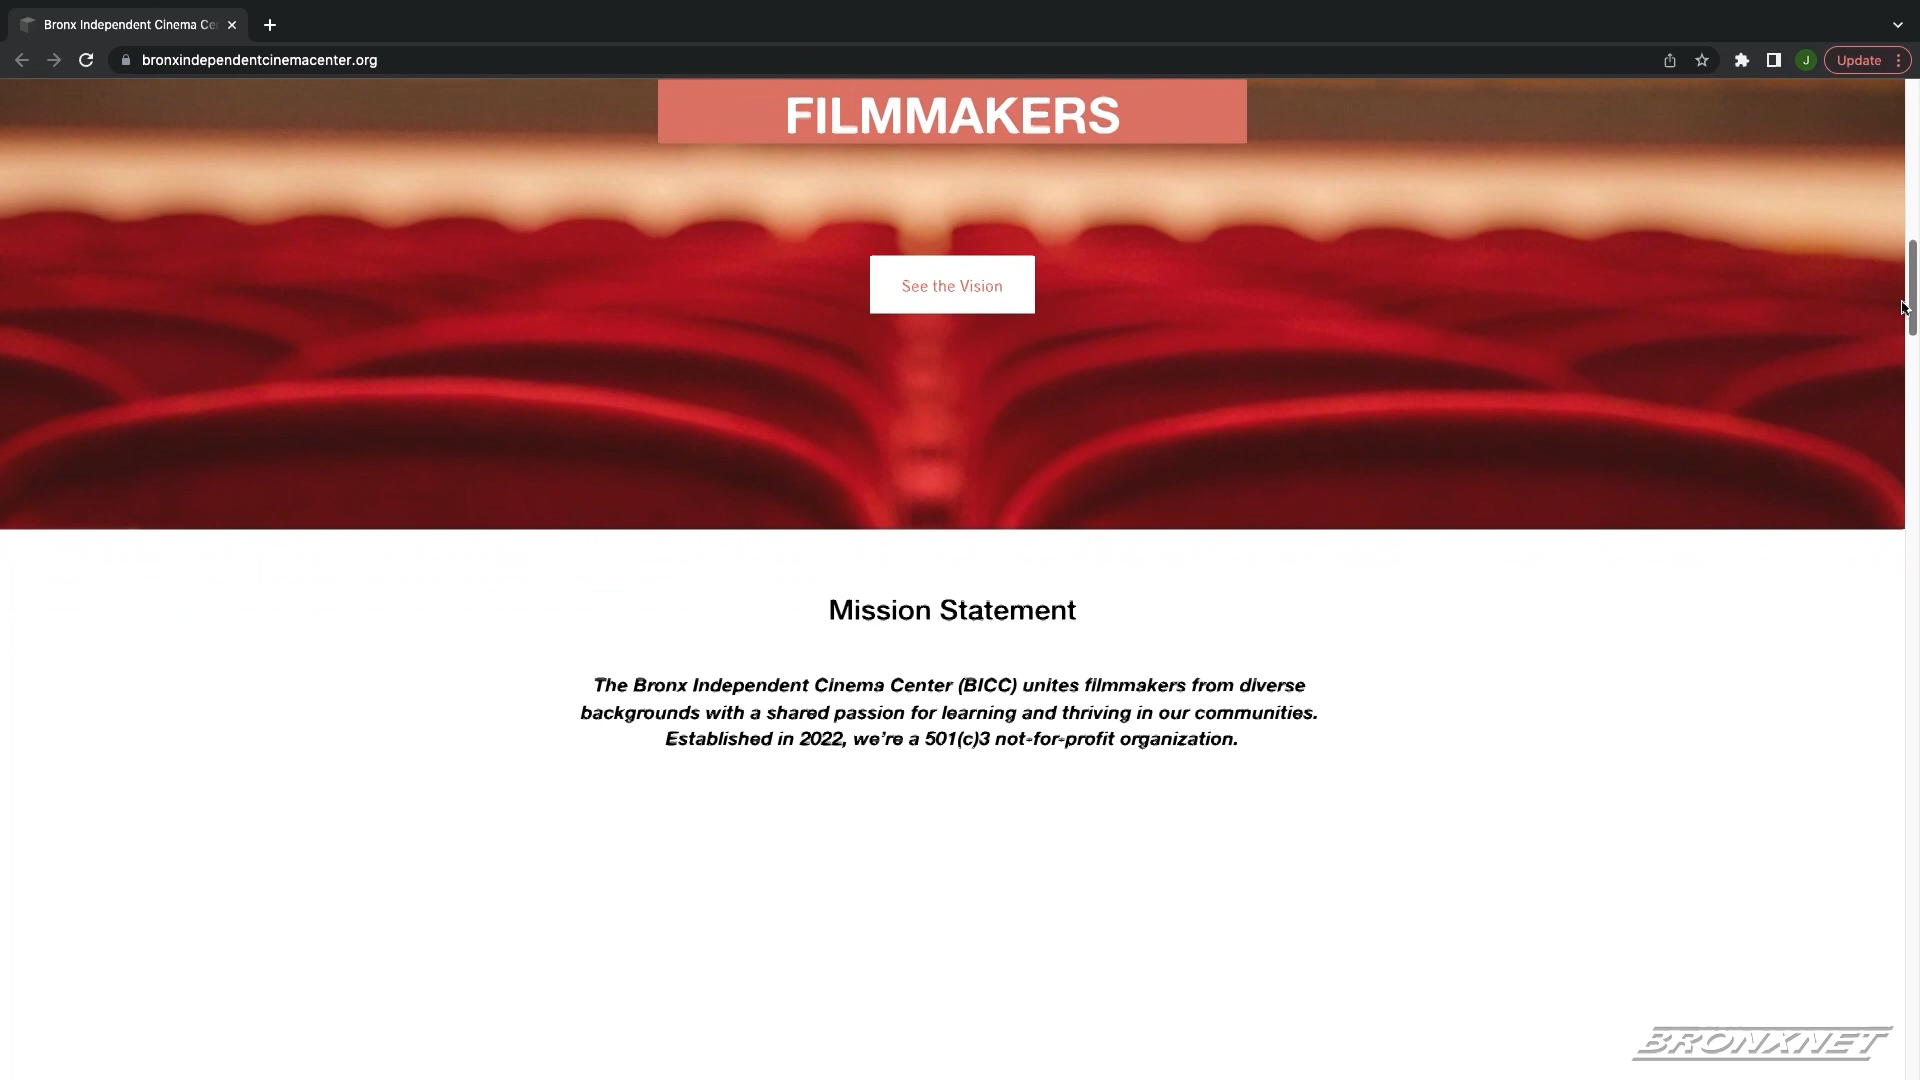 Bronx Independent Cinema Ce
bronxindependentcinemacenter.org
J
Update
FILMMAKERS
See the Vision
Mission Statement
The Bronx Independent Cinema Center (BICC) unites filmmakers from diverse
backgrounds with a shared passion for learning and thriving in our communities.
Established in 2022, we're a 501(c)3 not-for-profit organization.
BRONXNET